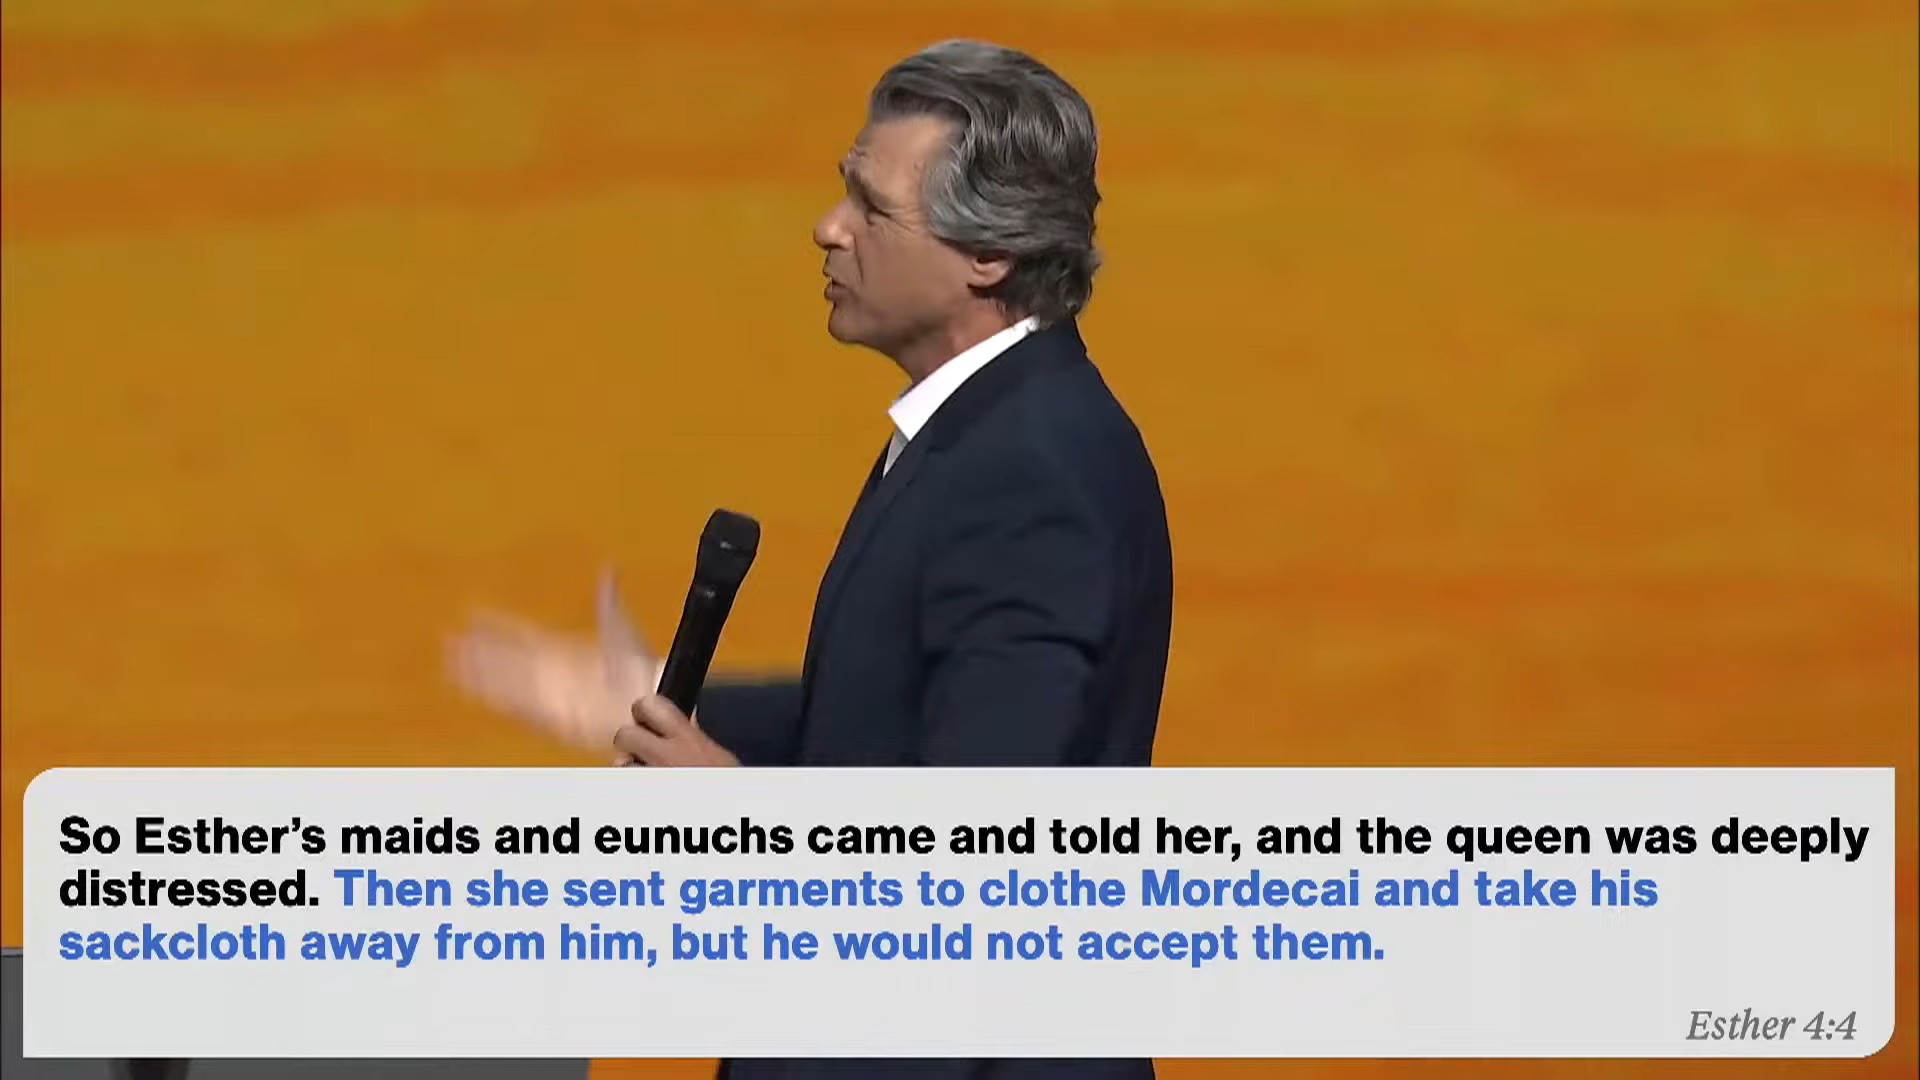 So Esther’s maids and eunuchs came and told her, and the queen was deeply
distressed. Then she sent garments to clothe Mordecai and take his
sackcloth away from him, but he would not accept them.
Esther 4:4